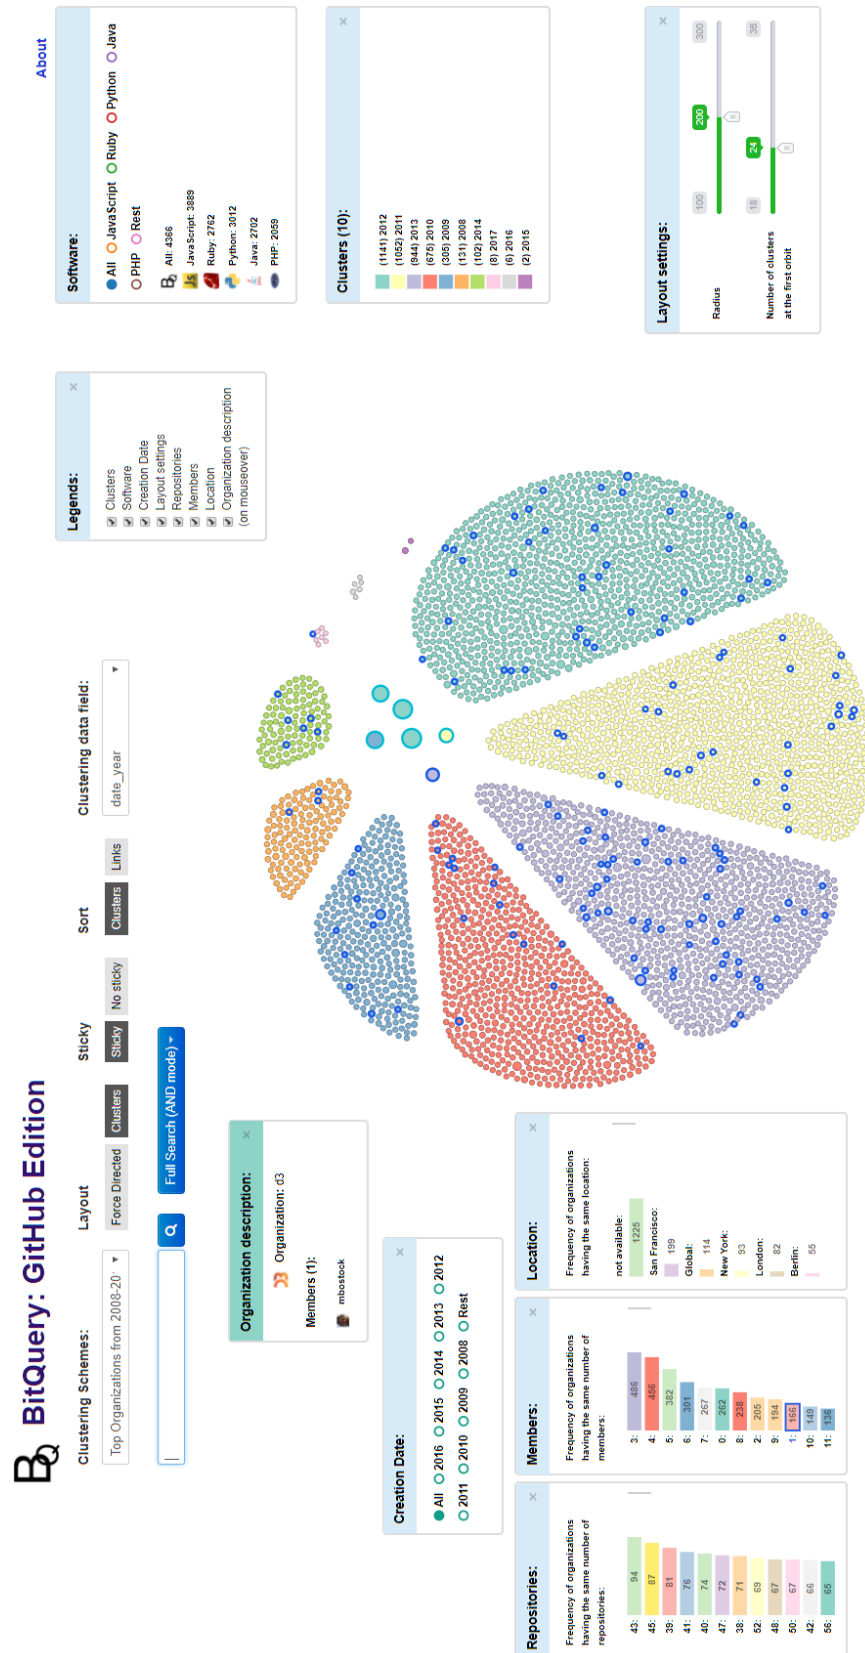 BQ BitQuery: GitHub Edition
About
Clustering Schemes:
Top Organizations from 2008-20
Layout
Force Directed
Clusters
Sticky
Sticky
No sticky
Sort
Clusters
Links
Clustering data field:
date_year
Full Search (AND mode)
Legends:
Clusters
Software
Creation Date
Layout settings
Repositories
Members
Location
Organization description
(on mouseover)
Software:
All JavaScript Ruby Python Java
PHP Rest
BQ All: 4366
JS JavaScript: 3889
Ruby: 2762
Python: 3012
Java: 2702
PHP: 2059
Organization description:
D3 Organization: d3
Members (1):
mbostock
Clusters (10):
(1141) 2012
(1052) 2011
(944) 2013
(675) 2010
(305) 2009
(131) 2008
(102) 2014
(8) 2017
(6) 2016
(2) 2015
Creation Date:
All 2016 2015 2014 2013 2012
2011 2010 2009 2008 Rest
Repositories:
Frequency of organizations
having the same number of
repositories:
43: 94
45: 87
39: 81
41: 76
40: 74
47: 72
38: 71
52: 69
48: 67
50: 67
42: 66
56: 65
Members:
Frequency of organizations
having the same number of
members:
3: 486
4: 456
5: 382
6: 301
7: 267
0: 262
8: 238
2: 205
9: 194
1: 166
10: 149
11: 136
Location:
Frequency of organizations
having the same location:
not available:
1225
San Francisco:
199
Global:
114
New York:
93
London:
82
Berlin:
55
Layout settings:
Radius
100 200 300
Number of clusters
at the first orbit
18 24 36